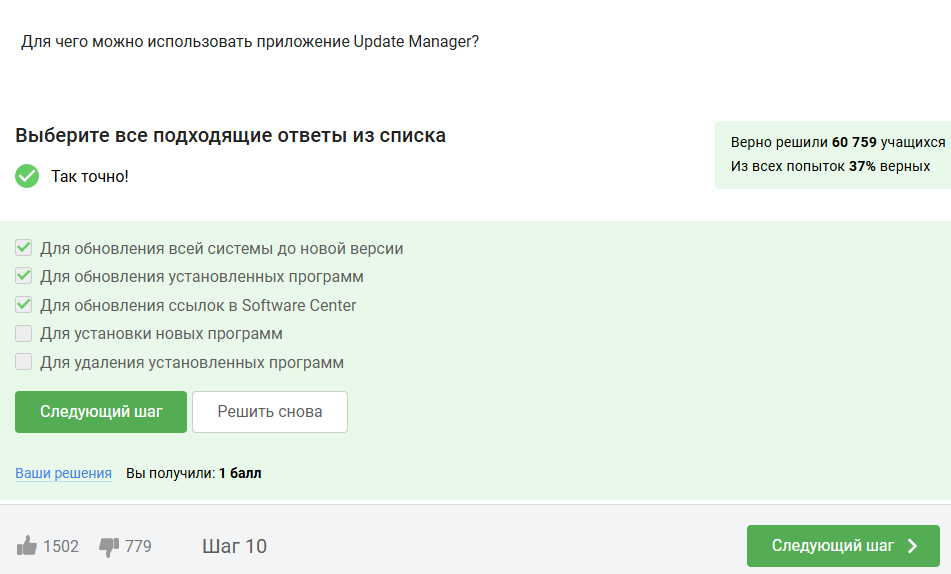 Для чего можно использовать приложение Update Manager?
Выберите все подходящие ответы из списка
Так точно!
Верно решили 60 759 учащихся
Из всех попыток 37% верных
Для обновления всей системы до новой версии
Для обновления установленных программ
Для обновления ссылок в Software Center
Для установки новых программ
Для удаления установленных программ
Следующий шаг
Решить снова
Ваши решения Вы получили: 1 балл
1502 779 Шаг 10
Следующий шаг